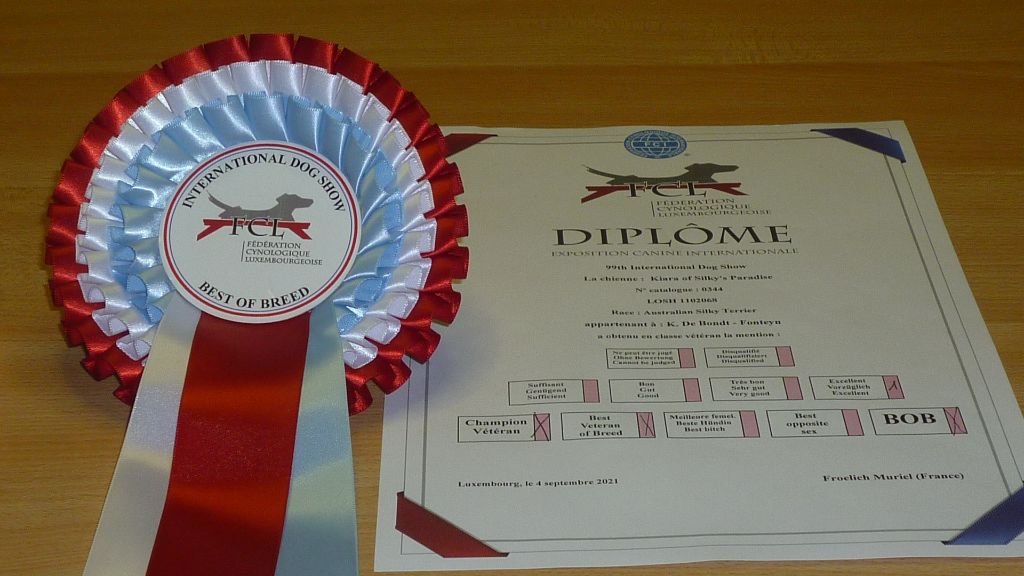 INTERNATIONAL DOG SHOW
FCL
FÉDÉRATION
CYNOLOGIQUE
LUXEMBOURGEOISE
BEST OF BREED
FCI
FCL
FÉDÉRATION
CYNOLOGIQUE
LUXEMBOURGEOISE
DIPLÔME
EXPOSITION CANINE INTERNATIONALE
99th International Dog Show
La chienne : Kiara of Silky's Paradise
N° catalogue : 0344
LOSH 1102068
Race : Australian Silky Terrier
appartenant à : K. De Bondt - Fonteyn
a obtenu en classe vétéran la mention :
Ne peut être jugé
Ohne Bewertung
Cannot be judged
Disqualifié
Disqualifiziert
Disqualified
Suffisant
Genügend
Sufficient
Bon
Gut
Good
Très bon
Sehr gut
Very good
Excellent
Vorzüglich
Excellent
1
Champion
Vétéran
X
Best
Veteran
of Breed
X
Meilleure femel.
Beste Hündin
Best bitch
Best
opposite
sex
BOB
X
Luxembourg, le 4 septembre 2021
Froelich Muriel (France)